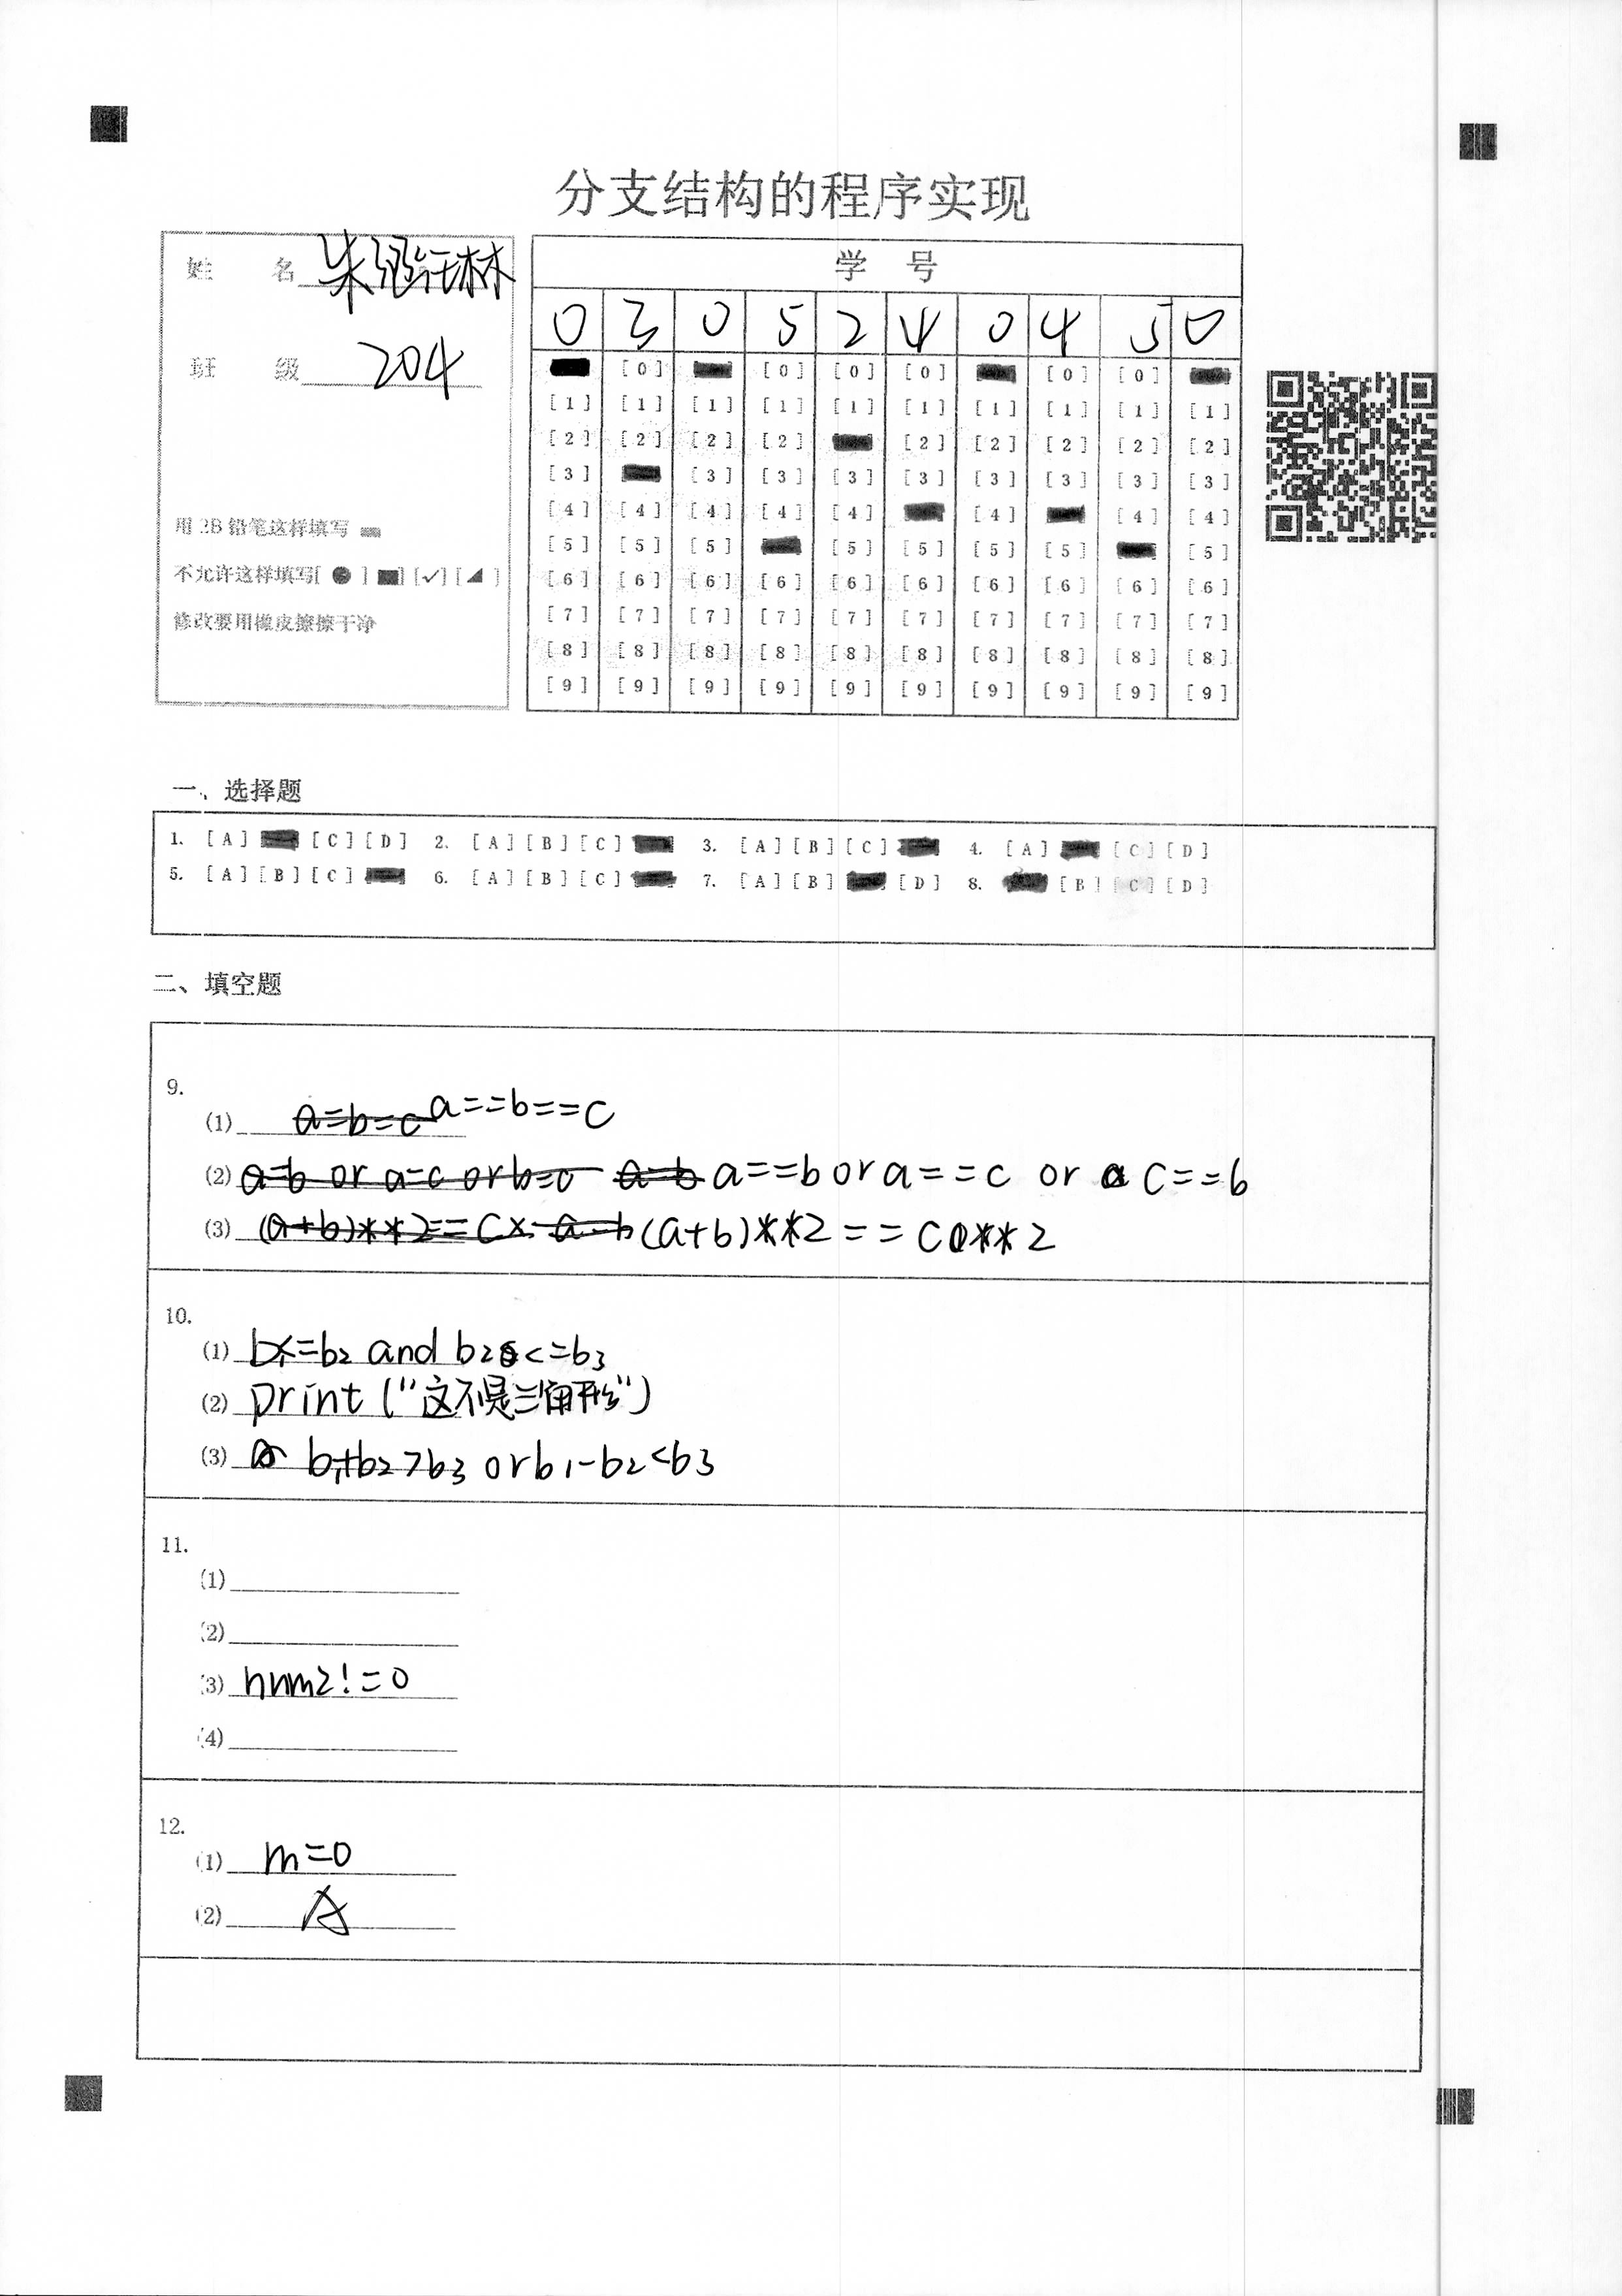 分支结构的程序实现
姓 名
班 级 204
用 2B 铅笔这样填写
不允许这样填写[ ● ] [✓] [ ]
修改要用橡皮擦擦干净
学 号
0 3 0 5 2 4 0 4 5 0
[0] [0] [0] [0] [0] [0]
[1] [1] [1] [1] [1] [1] [1] [1] [1] [1]
[2] [2] [2] [2] [2] [2] [2] [2] [2]
[3] [3] [3] [3] [3] [3] [3] [3] [3]
[4] [4] [4] [4] [4] [4] [4] [4]
[5] [5] [5] [5] [5] [5] [5] [5]
[6] [6] [6] [6] [6] [6] [6] [6] [6] [6]
[7] [7] [7] [7] [7] [7] [7] [7] [7] [7]
[8] [8] [8] [8] [8] [8] [8] [8] [8] [8]
[9] [9] [9] [9] [9] [9] [9] [9] [9] [9]
一、选择题
1. [A] [C] [D] 2. [A] [B] [C] 3. [A] [B] [C] 4. [A] [C] [D]
5. [A] [B] [C] 6. [A] [B] [C] 7. [A] [B] [D] 8. [B] [C] [D]
二、填空题
9.
(1) a=b=c a==b==c
(2) a=b or a=c or b=c a=b a==b or a==c or c==b
(3) (a+b)**2==c (a+b)**2==c**2
10.
(1) b1<=b2 and b2<=b3
(2) print ("这不是三角形")
(3) b1+b2>b3 or b1-b2<b3
11.
(1)
(2)
(3) num2!=0
(4)
12.
(1) m=0
(2) A